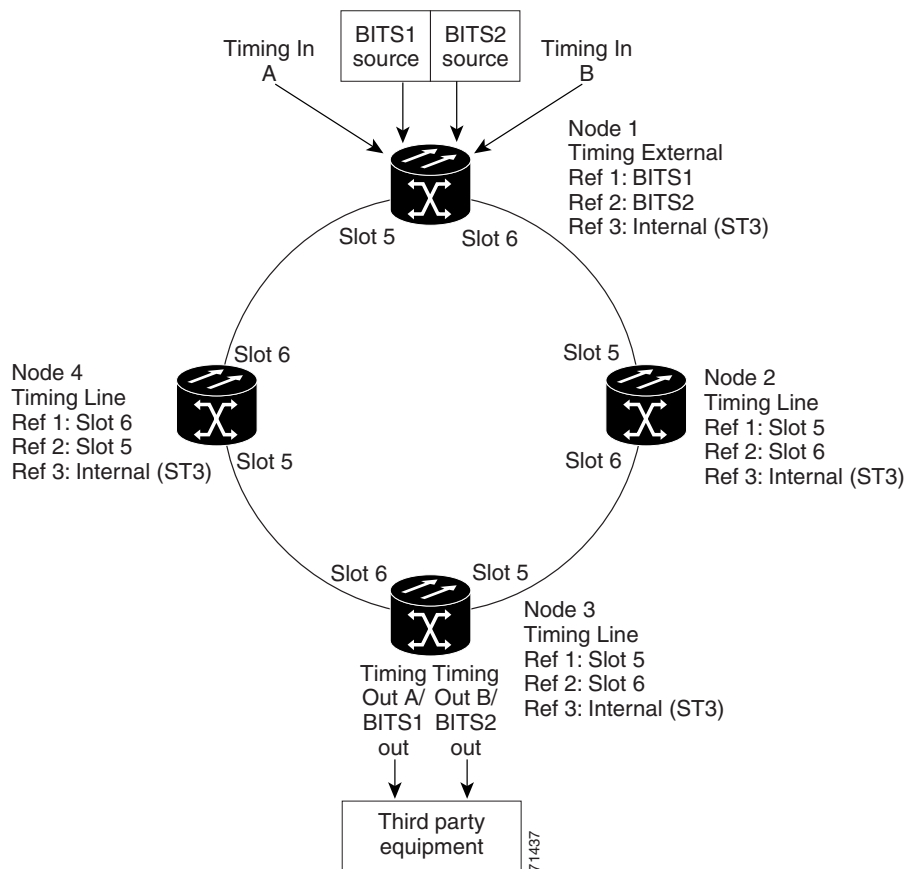 Timing In
A
BITS1
source
BITS2
source
Timing In
B
Node 1
Timing External
Ref 1: BITS1
Ref 2: BITS2
Ref 3: Internal (ST3)
Slot 5
Slot 6
Node 4
Timing Line
Ref 1: Slot 6
Ref 2: Slot 5
Ref 3: Internal (ST3)
Slot 6
Slot 5
Slot 5
Slot 6
Node 2
Timing Line
Ref 1: Slot 5
Ref 2: Slot 6
Ref 3: Internal (ST3)
Slot 6
Slot 5
Node 3
Timing Line
Ref 1: Slot 5
Ref 2: Slot 6
Ref 3: Internal (ST3)
Timing
Out A/
BITS1
out
Timing
Out B/
BITS2
out
Third party
equipment
71437